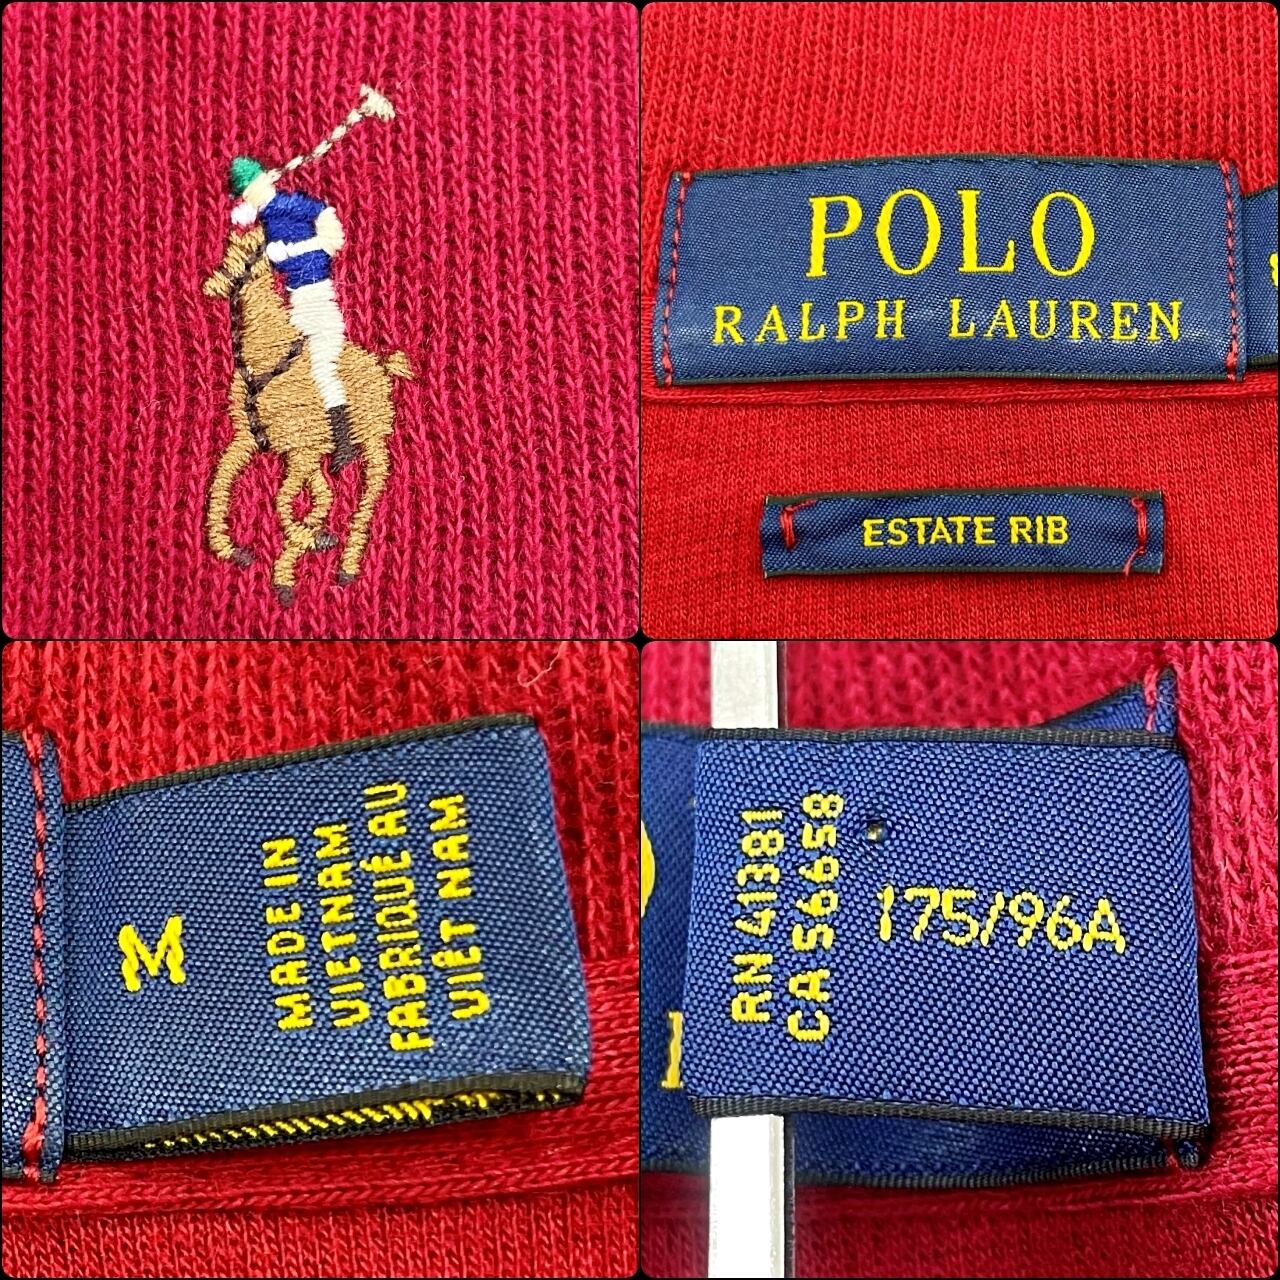 POLO
RALPH LAUREN
ESTATE RIB
M
MADE IN
VIETNAM
FABRIQUÉ AU
VIÊT NAM
RN 41381
CA 56658
175/96A